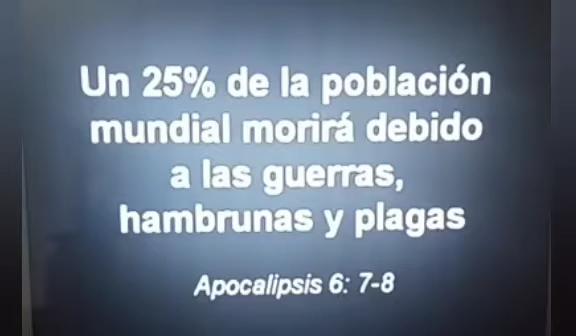 Un 25% de la población
mundial morirá debido
a las guerras,
hambrunas y plagas
Apocalipsis 6: 7-8